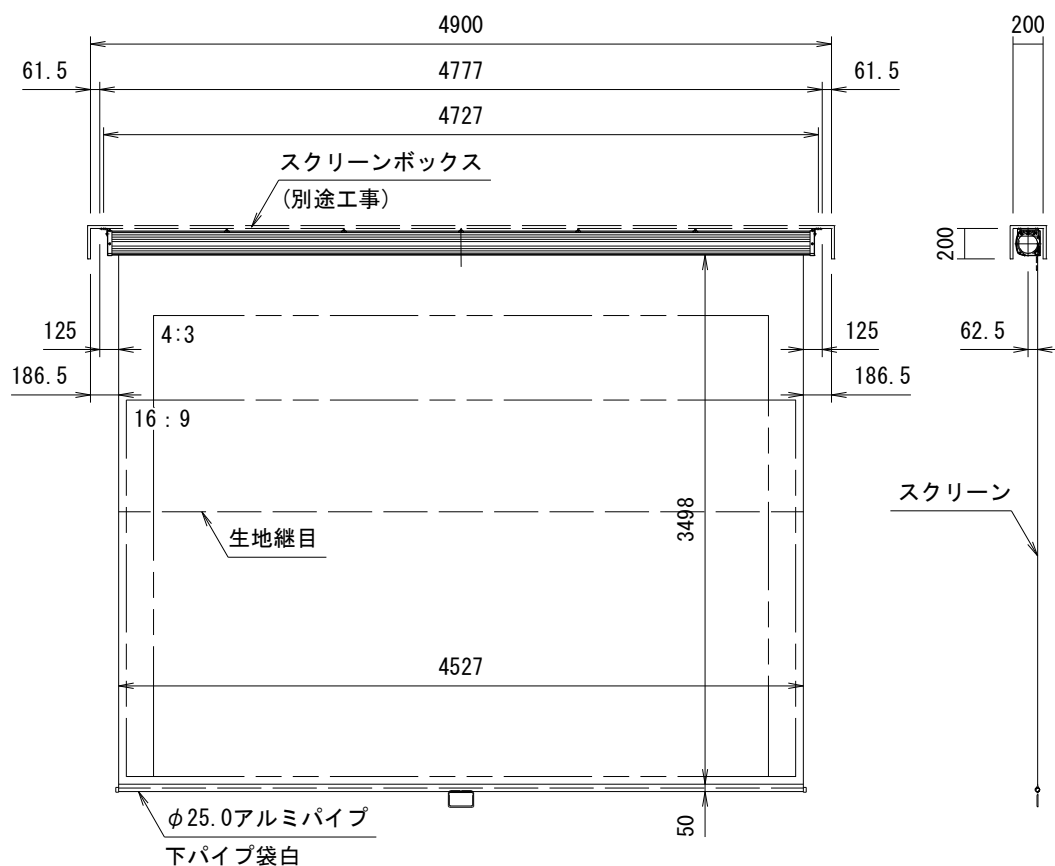 4900
200
61.5
4777
61.5
4727
スクリーンボックス
(別途工事)
200
125
4:3
125
62.5
186.5
186.5
16：9
スクリーン
3498
生地継目
4527
φ25.0アルミパイプ
下パイプ袋白
50